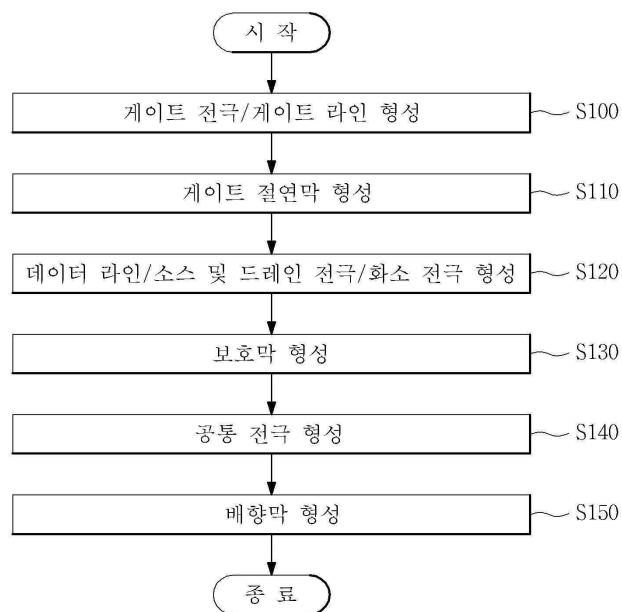 시 작
게이트 전극/게이트 라인 형성
S100
게이트 절연막 형성
S110
데이터 라인/소스 및 드레인 전극/화소 전극 형성
S120
보호막 형성
S130
공통 전극 형성
S140
배향막 형성
S150
종 료